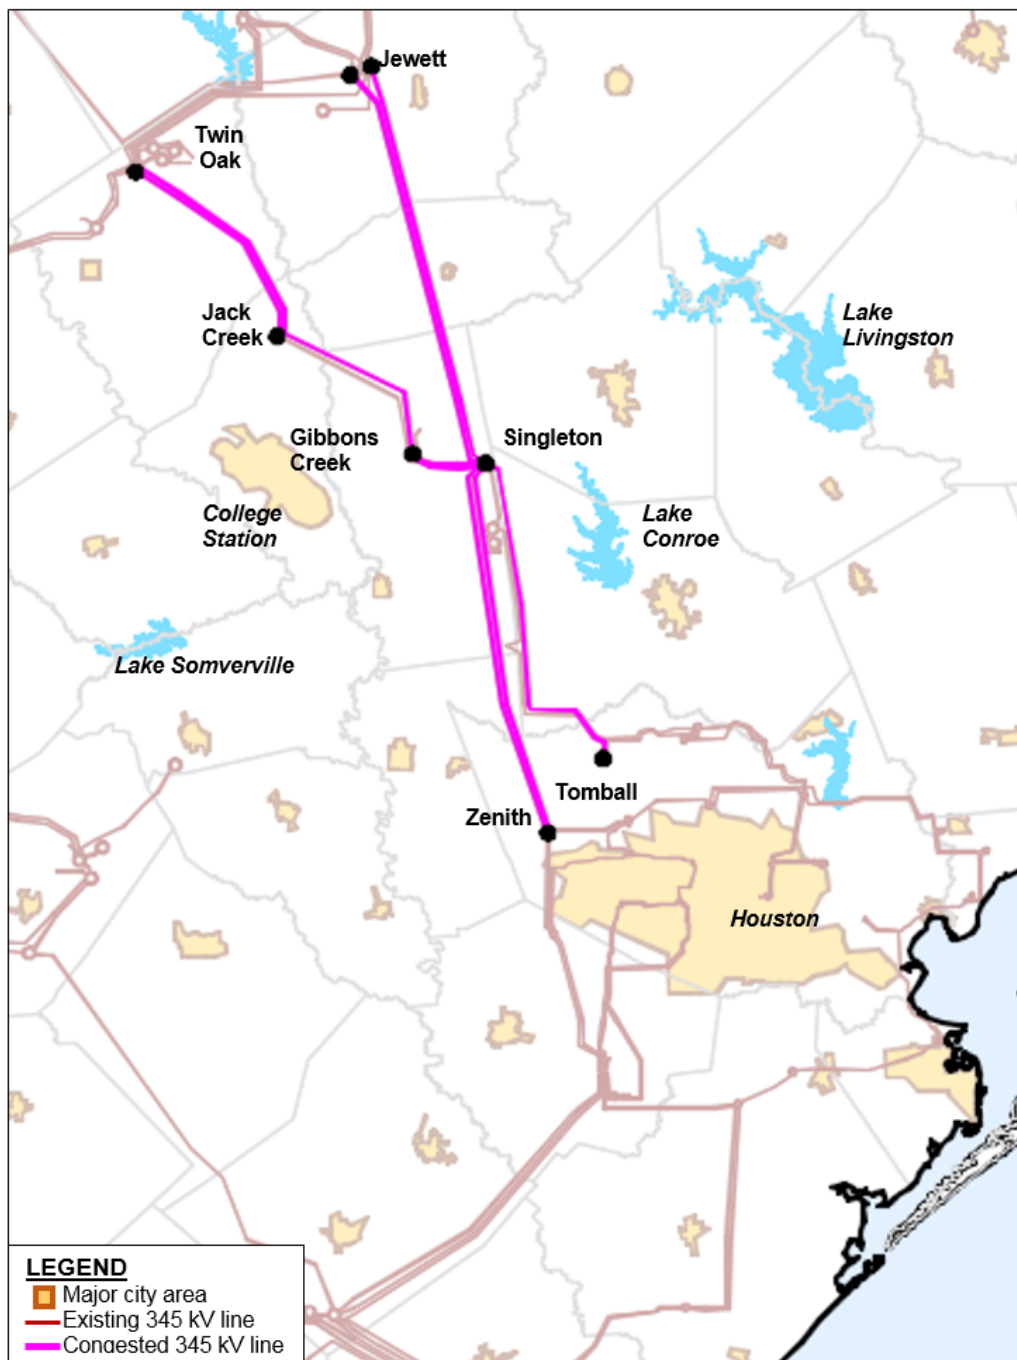 Jewett
Twin
Oak
Jack
Creek
Lake
Livingston
Gibbons
Creek
Singleton
College
Station
Lake
Conroe
Lake Somverville
Tomball
Zenith
Houston
LEGEND
Major city area
Existing 345 kV line
Congested 345 kV line